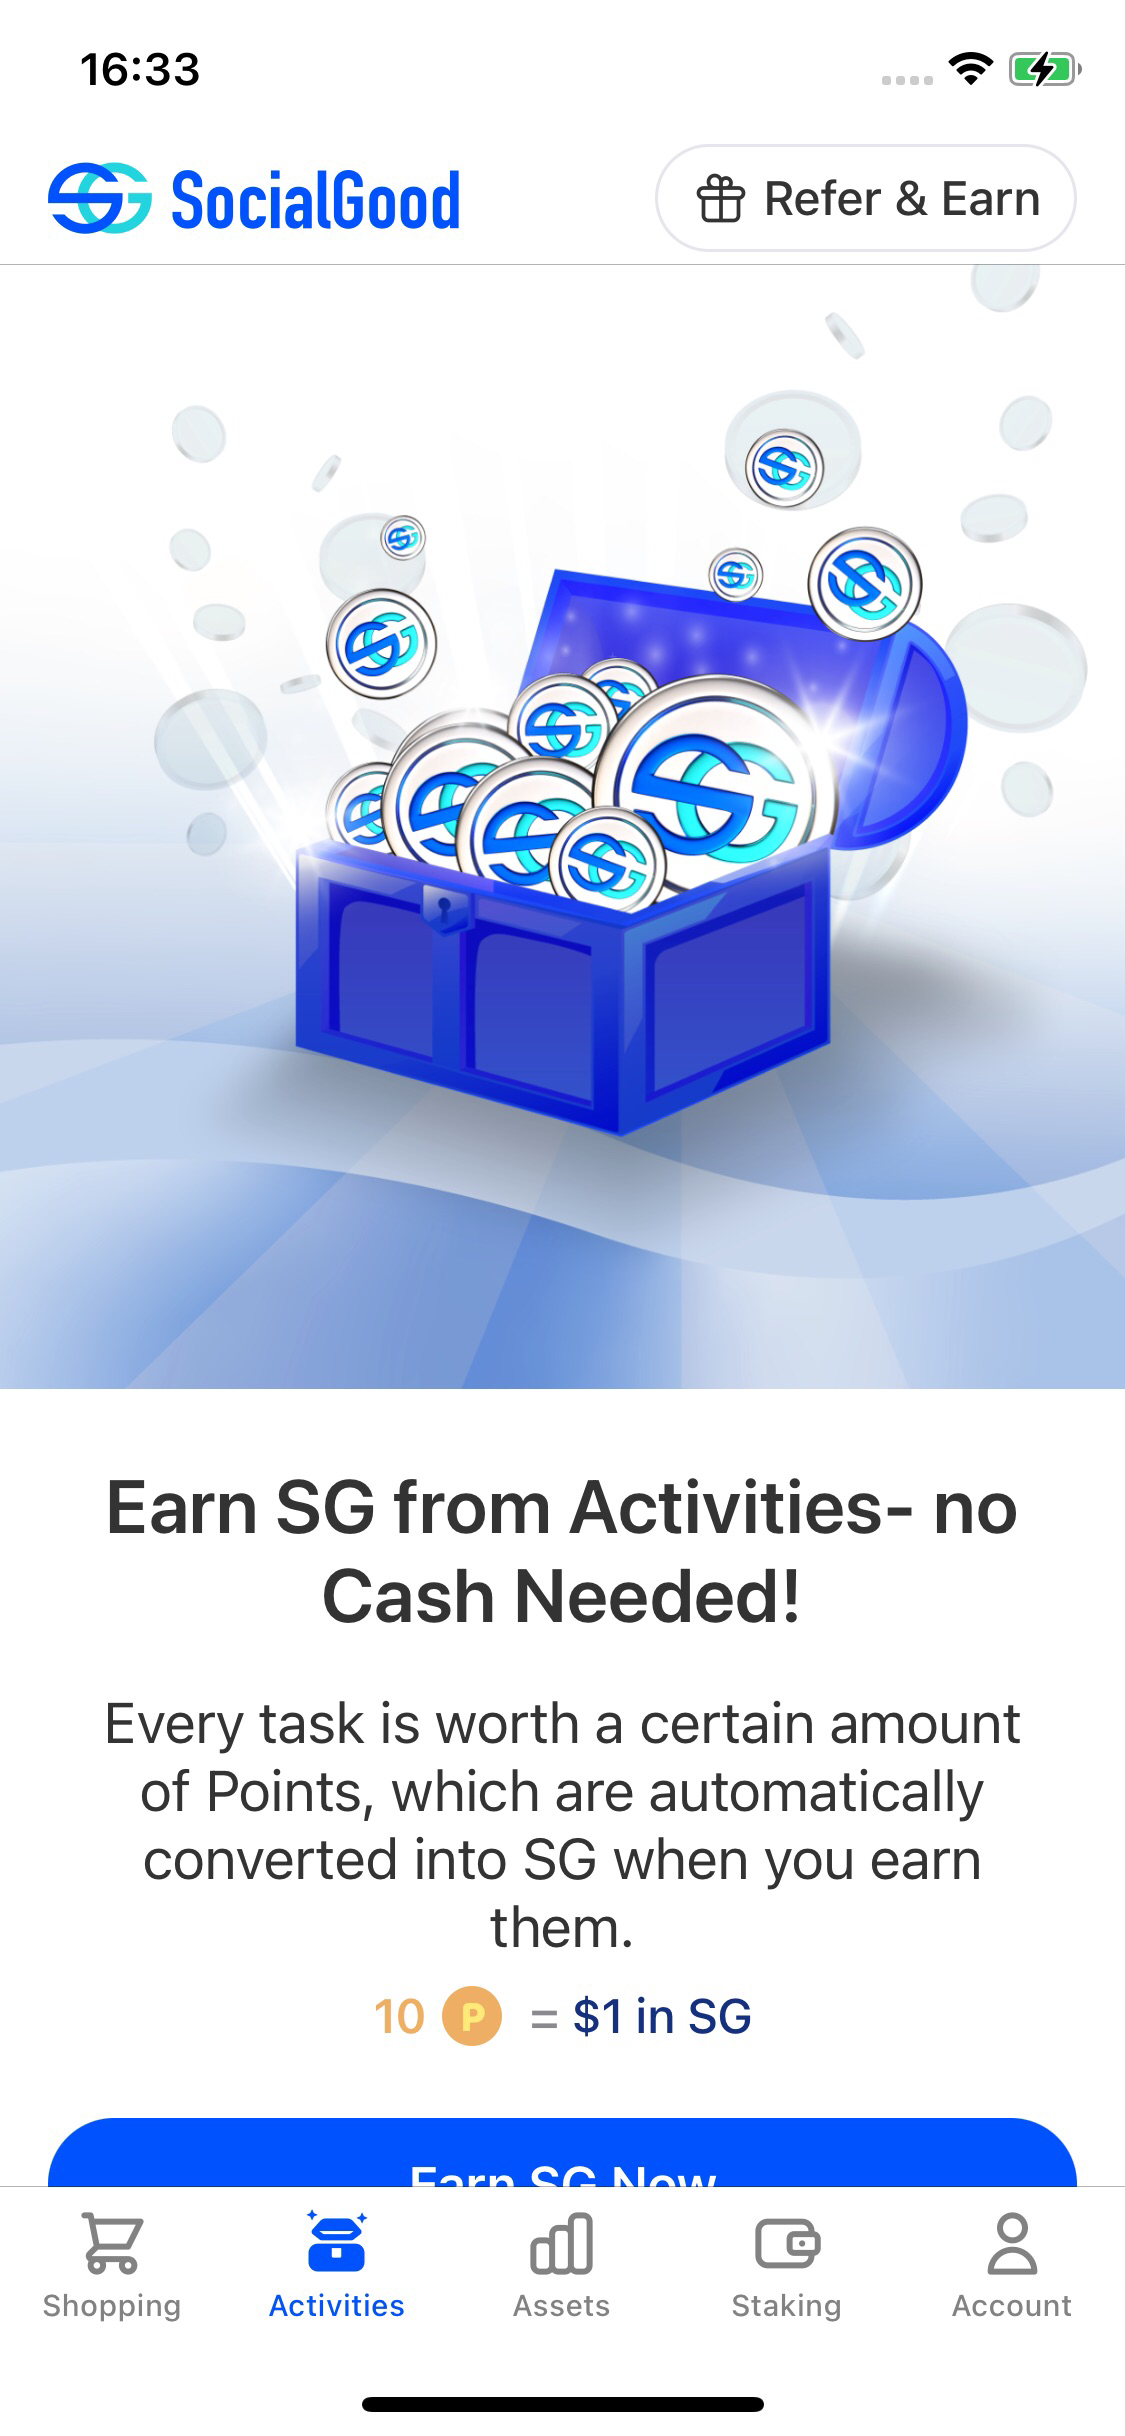 16:33
SG SocialGood
Refer & Earn
Earn SG from Activities- no
Cash Needed!
Every task is worth a certain amount
of Points, which are automatically
converted into SG when you earn
them.
10 P = $1 in SG
Earn SG Now
Shopping
Activities
Assets
Staking
Account